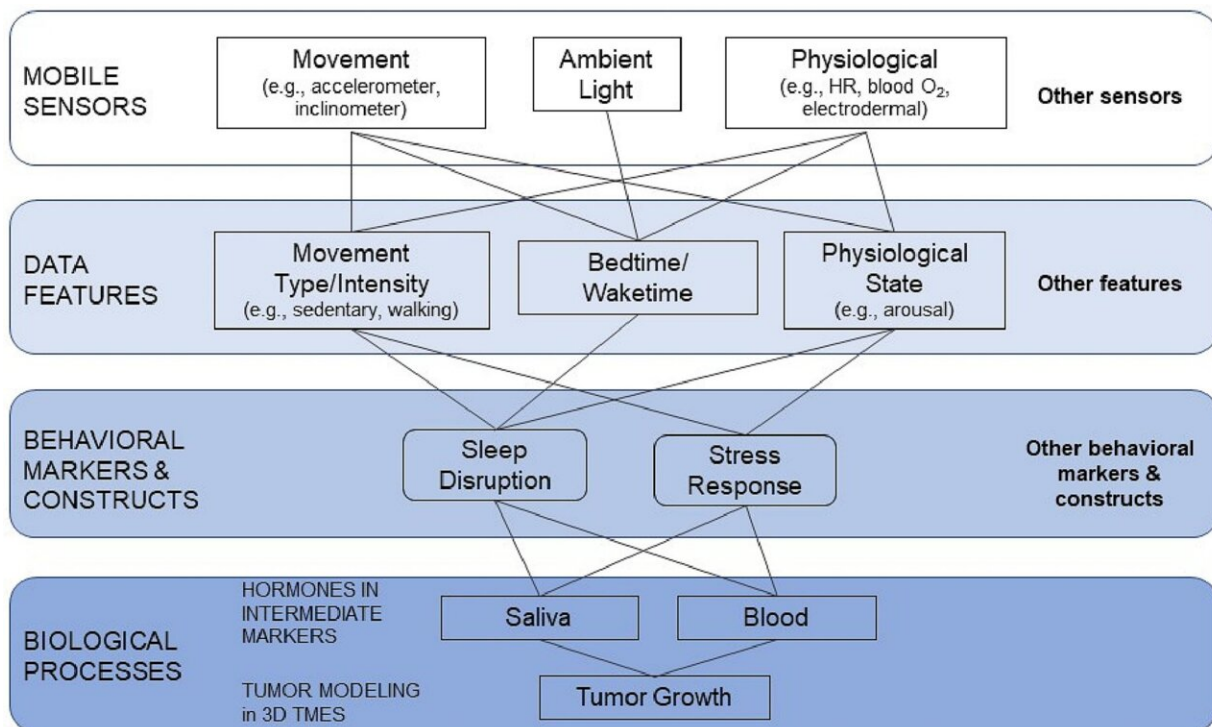 MOBILE
SENSORS
Movement
(e.g., accelerometer,
inclinometer)
Ambient
Light
Physiological
(e.g., HR, blood O₂,
electrodermal)
Other sensors
DATA
FEATURES
Movement
Type/Intensity
(e.g., sedentary, walking)
Bedtime/
Waketime
Physiological
State
(e.g., arousal)
Other features
BEHAVIORAL
MARKERS &
CONSTRUCTS
Sleep
Disruption
Stress
Response
Other behavioral
markers &
constructs
BIOLOGICAL
PROCESSES
HORMONES IN
INTERMEDIATE
MARKERS
Saliva
Blood
TUMOR MODELING
in 3D TMES
Tumor Growth